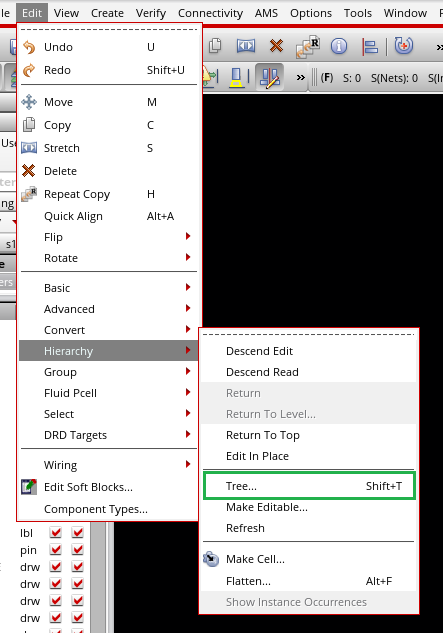 le Edit View Create Verify Connectivity AMS Options Tools Window
(F) S: 0 S(Nets): 0 S(I
Undo U
Redo Shift+U
Move M
Copy C
Stretch S
Delete
Repeat Copy H
Quick Align Alt+A
Flip
Rotate
Basic
Advanced
Convert
Hierarchy
Group
Fluid Pcell
Select
DRD Targets
Wiring
Edit Soft Blocks...
Component Types...
Descend Edit
Descend Read
Return
Return To Level...
Return To Top
Edit In Place
Tree... Shift+T
Make Editable...
Refresh
Make Cell...
Flatten... Alt+F
Show Instance Occurrences
Use
ter
ng
s1
e
ers
lbl
pin
drw
drw
drw
drw